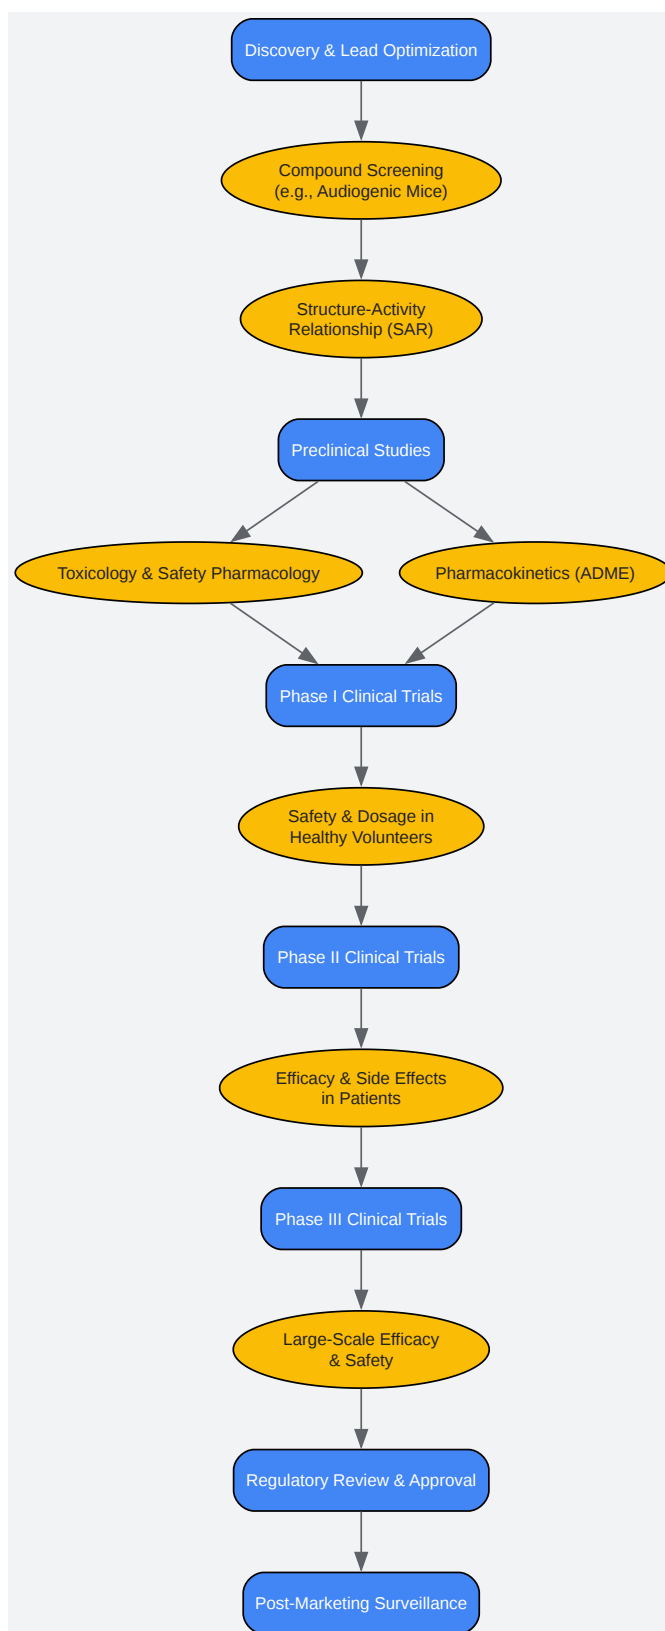 Discovery & Lead Optimization
Compound Screening
(e.g., Audiogenic Mice)
Structure-Activity
Relationship (SAR)
Preclinical Studies
Toxicology & Safety Pharmacology
Pharmacokinetics (ADME)
Phase I Clinical Trials
Safety & Dosage in
Healthy Volunteers
Phase II Clinical Trials
Efficacy & Side Effects
in Patients
Phase III Clinical Trials
Large-Scale Efficacy
& Safety
Regulatory Review & Approval
Post-Marketing Surveillance